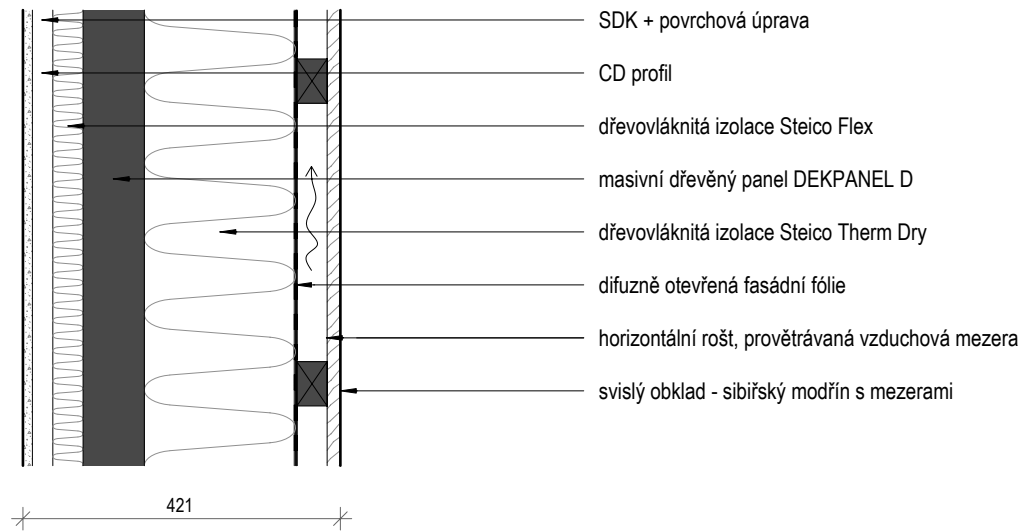 SDK + povrchová úprava
CD profil
dřevovláknitá izolace Steico Flex
masivní dřevěný panel DEKPANEL D
dřevovláknitá izolace Steico Therm Dry
difuzně otevřená fasádní fólie
horizontální rošt, provětrávaná vzduchová mezera
svislý obklad - sibiřský modřín s mezerami
421